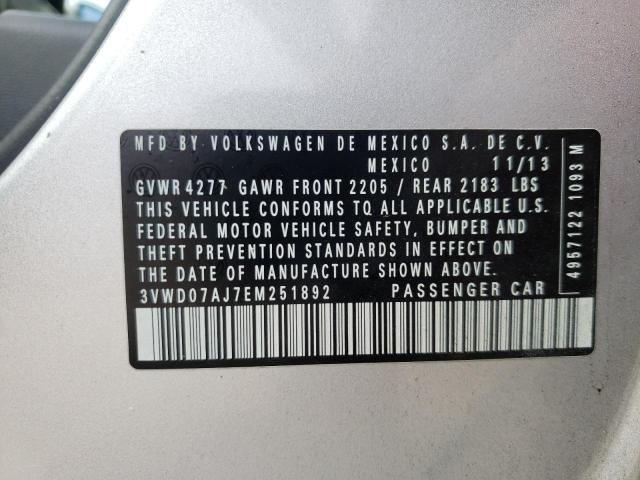 MFD BY VOLKSWAGEN DE MEXICO S.A. DE C.V.
MEXICO 11/13
GVWR 4277 GAWR FRONT 2205 / REAR 2183 LBS
THIS VEHICLE CONFORMS TO ALL APPLICABLE U.S.
FEDERAL MOTOR VEHICLE SAFETY, BUMPER AND
THEFT PREVENTION STANDARDS IN EFFECT ON
THE DATE OF MANUFACTURE SHOWN ABOVE.
3VWD07AJ7EM251892 PASSENGER CAR
4957122 1093 M